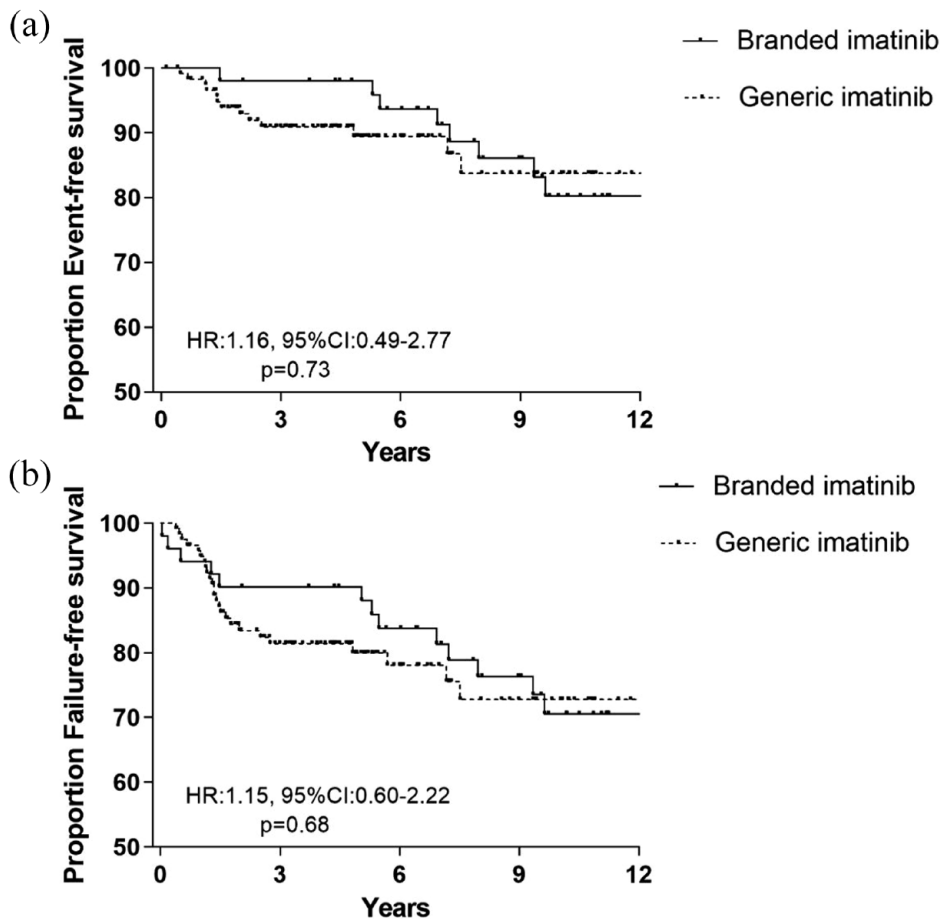 (a)
Branded imatinib
Generic imatinib
Proportion Event-free survival
100
90
80
70
60
50
HR:1.16, 95%CI:0.49-2.77
p=0.73
0 3 6 9 12
Years
(b)
Branded imatinib
Generic imatinib
Proportion Failure-free survival
100
90
80
70
60
50
HR:1.15, 95%CI:0.60-2.22
p=0.68
0 3 6 9 12
Years